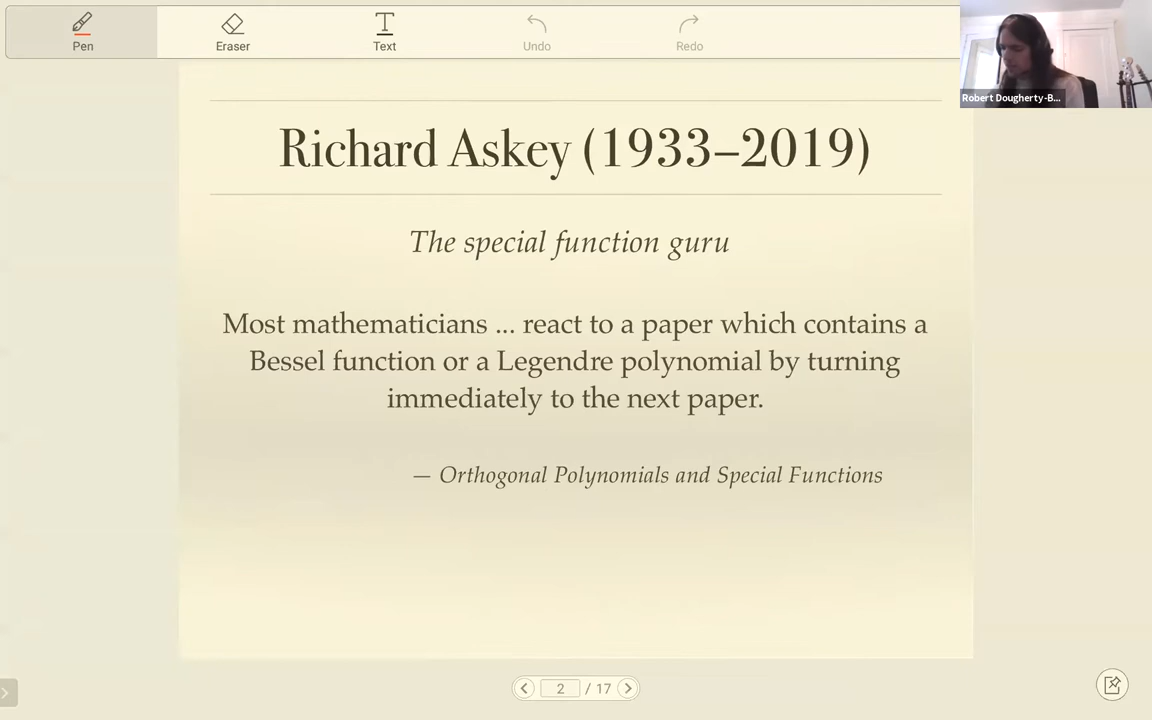 Pen
Eraser
Text
Undo
Redo
Robert Dougherty-B...
Richard Askey (1933–2019)
The special function guru
Most mathematicians ... react to a paper which contains a
Bessel function or a Legendre polynomial by turning
immediately to the next paper.
— Orthogonal Polynomials and Special Functions
2 / 17